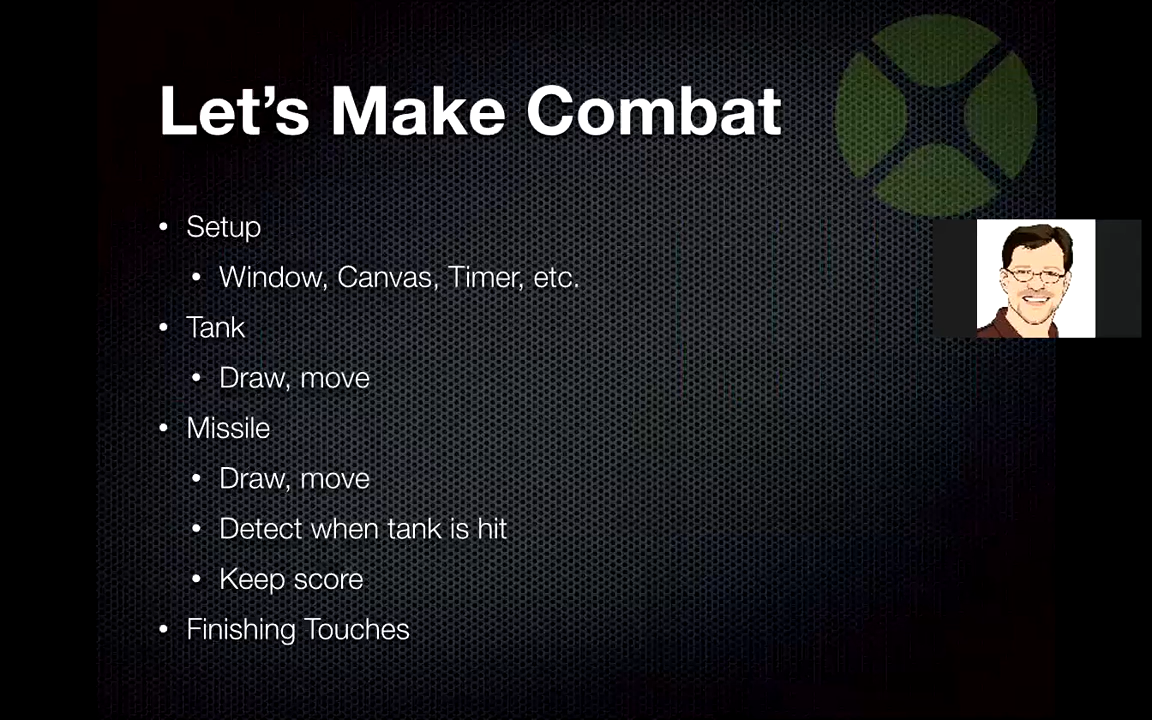 Let's Make Combat
• Setup
• Window, Canvas, Timer, etc.
• Tank
• Draw, move
• Missile
• Draw, move
• Detect when tank is hit
• Keep score
• Finishing Touches